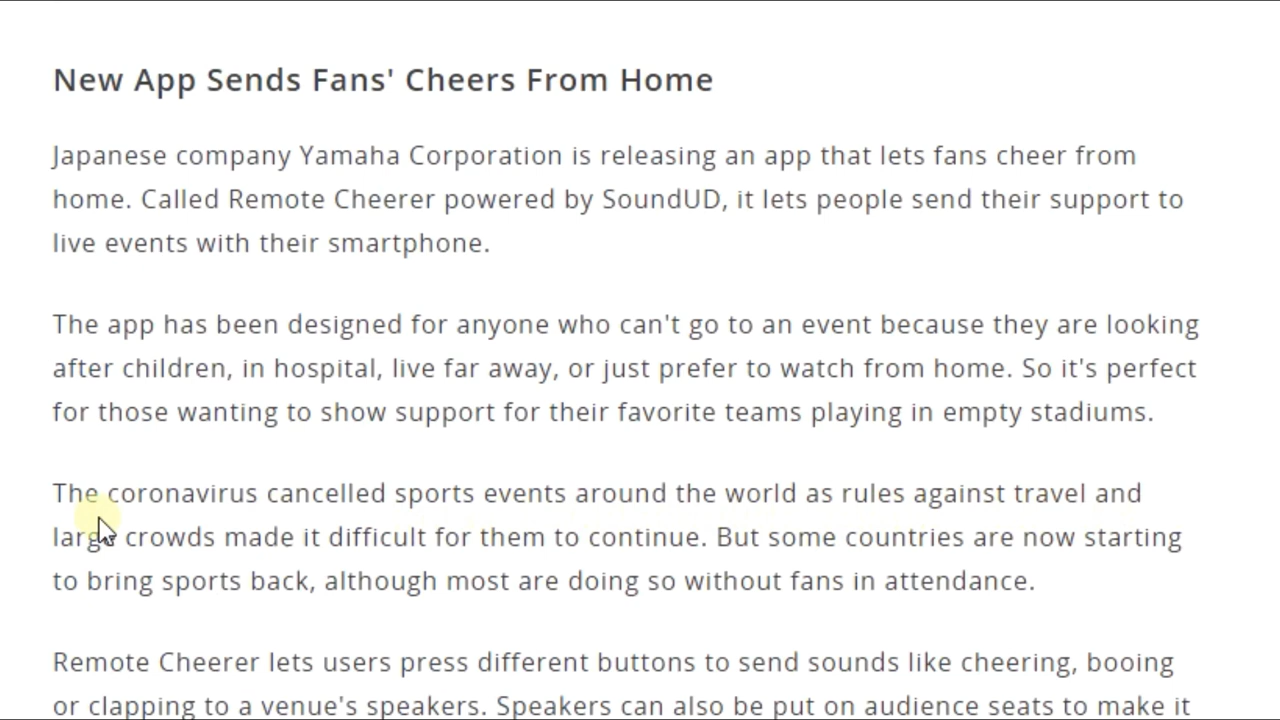 New App Sends Fans' Cheers From Home
Japanese company Yamaha Corporation is releasing an app that lets fans cheer from
home. Called Remote Cheerer powered by SoundUD, it lets people send their support to
live events with their smartphone.
The app has been designed for anyone who can't go to an event because they are looking
after children, in hospital, live far away, or just prefer to watch from home. So it's perfect
for those wanting to show support for their favorite teams playing in empty stadiums.
The coronavirus cancelled sports events around the world as rules against travel and
large crowds made it difficult for them to continue. But some countries are now starting
to bring sports back, although most are doing so without fans in attendance.
Remote Cheerer lets users press different buttons to send sounds like cheering, booing
or clapping to a venue's speakers. Speakers can also be put on audience seats to make it